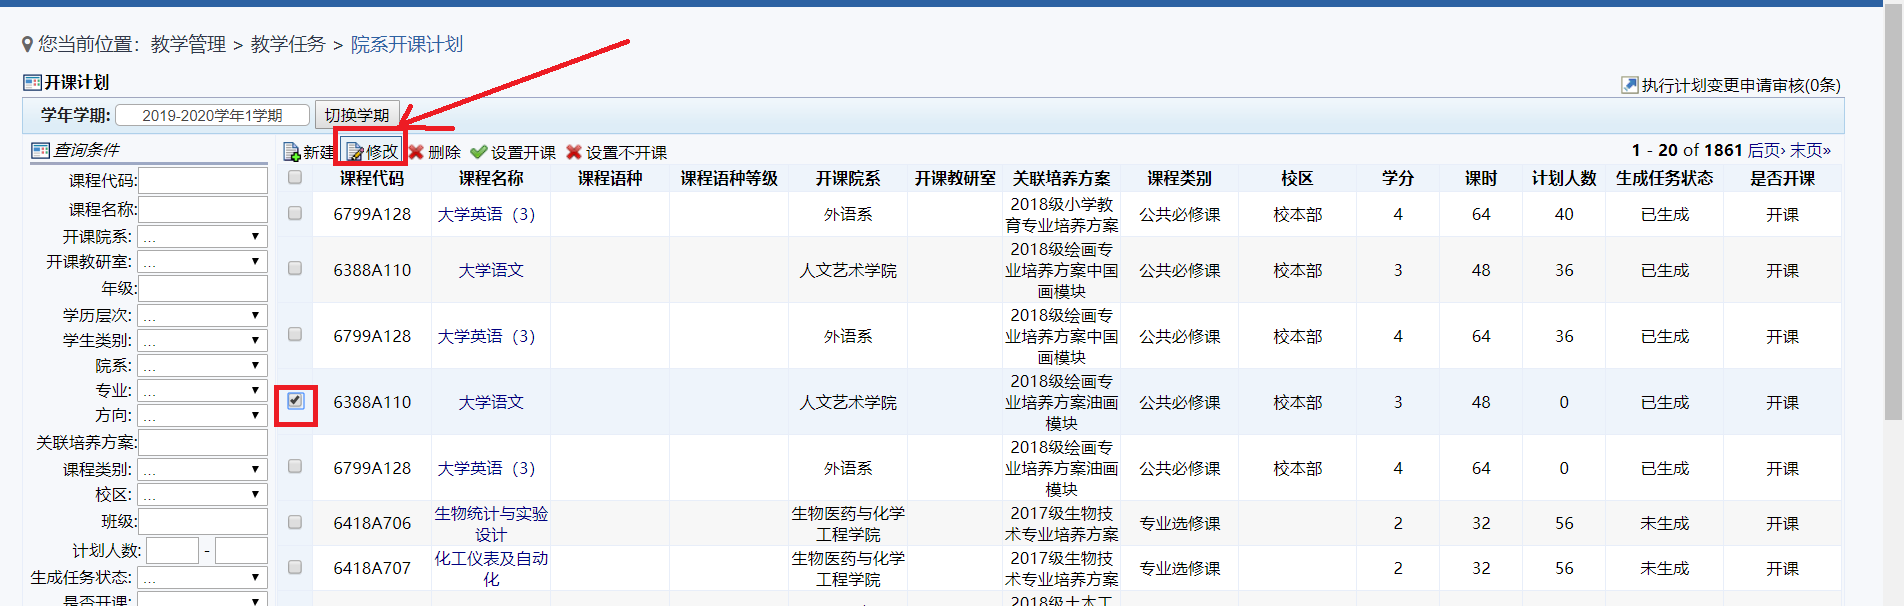 您当前位置：教学管理 > 教学任务 > 院系开课计划
开课计划
执行计划变更申请审核(0条)
学年学期: 2019-2020学年1学期 切换学期
查询条件
课程代码:
课程名称:
开课院系: ...
开课教研室: ...
年级:
学历层次: ...
学生类别: ...
院系: ...
专业: ...
方向: ...
关联培养方案:
课程类别: ...
校区: ...
班级:
计划人数: -
生成任务状态: ...
是否开课:
新建 修改 删除 设置开课 设置不开课 1 - 20 of 1861 后页› 末页»
课程代码 课程名称 课程语种 课程语种等级 开课院系 开课教研室 关联培养方案 课程类别 校区 学分 课时 计划人数 生成任务状态 是否开课
6799A128 大学英语（3） 外语系 2018级小学教育专业培养方案 公共必修课 校本部 4 64 40 已生成 开课
6388A110 大学语文 人文艺术学院 2018级绘画专业培养方案中国画模块 公共必修课 校本部 3 48 36 已生成 开课
6799A128 大学英语（3） 外语系 2018级绘画专业培养方案中国画模块 公共必修课 校本部 4 64 36 已生成 开课
6388A110 大学语文 人文艺术学院 2018级绘画专业培养方案油画模块 公共必修课 校本部 3 48 0 已生成 开课
6799A128 大学英语（3） 外语系 2018级绘画专业培养方案油画模块 公共必修课 校本部 4 64 0 已生成 开课
6418A706 生物统计与实验设计 生物医药与化学工程学院 2017级生物技术专业培养方案 专业选修课 2 32 56 未生成 开课
6418A707 化工仪表及自动化 生物医药与化学工程学院 2017级生物技术专业培养方案 专业选修课 2 32 56 未生成 开课
2018级土木工